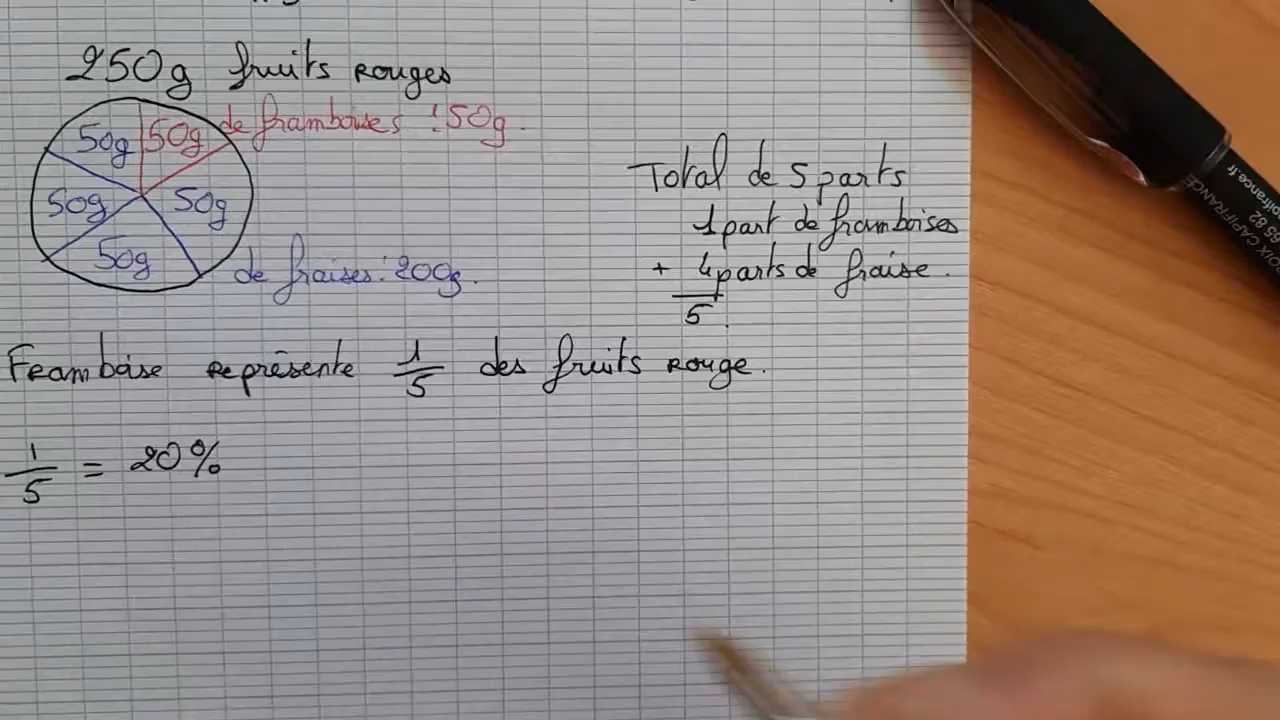 250g fruits rouges
50g
50g
de framboises : 50g.
50g
50g
50g
de fraises : 200g.
Total de 5 parts
1 part de framboises
+ 4 parts de fraise.
5
Framboise représente 1/5 des fruits rouge.
1/5 = 20%